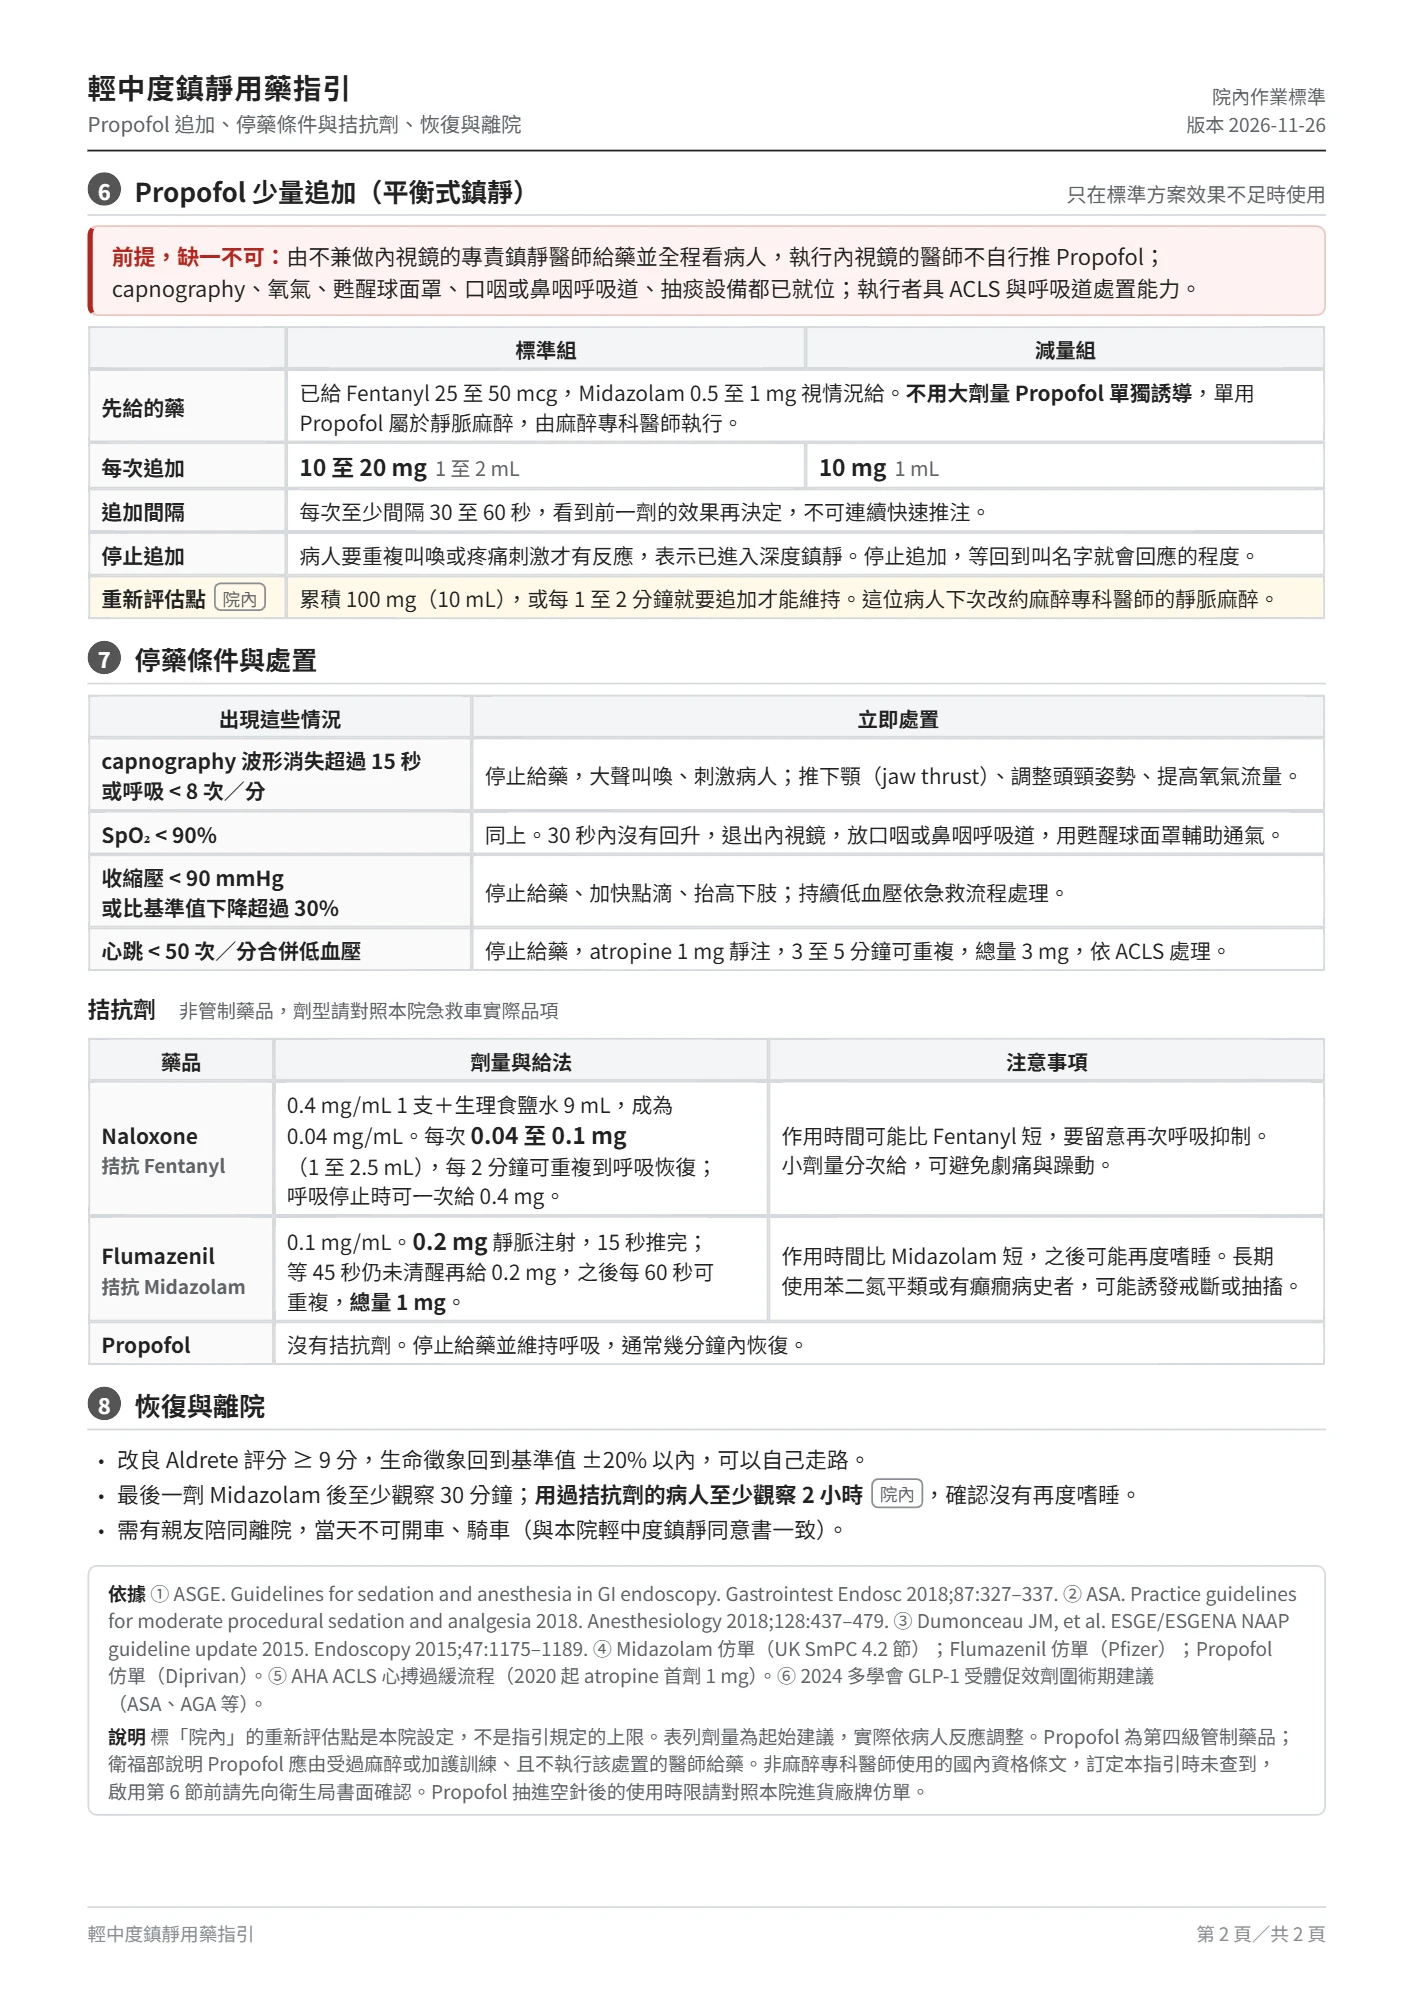 輕中度鎮靜用藥指引
Propofol 追加、停藥條件與拮抗劑、恢復與離院
院內作業標準
版本 2026-11-26
6 Propofol 少量追加（平衡式鎮靜）
只在標準方案效果不足時使用
前提，缺一不可：由不兼做內視鏡的專責鎮靜醫師給藥並全程看病人，執行內視鏡的醫師不自行推 Propofol；
capnography、氧氣、甦醒球面罩、口咽或鼻咽呼吸道、抽痰設備都已就位；執行者具 ACLS 與呼吸道處置能力。
標準組
減量組
先給的藥
已給 Fentanyl 25 至 50 mcg，Midazolam 0.5 至 1 mg 視情況給。不用大劑量 Propofol 單獨誘導，單用
Propofol 屬於靜脈麻醉，由麻醉專科醫師執行。
每次追加
10 至 20 mg 1 至 2 mL
10 mg 1 mL
追加間隔
每次至少間隔 30 至 60 秒，看到前一劑的效果再決定，不可連續快速推注。
停止追加
病人要重複叫喚或疼痛刺激才有反應，表示已進入深度鎮靜。停止追加，等回到叫名字就會回應的程度。
重新評估點 院內
累積 100 mg（10 mL），或每 1 至 2 分鐘就要追加才能維持。這位病人下次改約麻醉專科醫師的靜脈麻醉。
7 停藥條件與處置
出現這些情況
立即處置
capnography 波形消失超過 15 秒
或呼吸 < 8 次／分
停止給藥，大聲叫喚、刺激病人；推下顎（jaw thrust）、調整頭頸姿勢、提高氧氣流量。
SpO₂ < 90%
同上。30 秒內沒有回升，退出內視鏡，放口咽或鼻咽呼吸道，用甦醒球面罩輔助通氣。
收縮壓 < 90 mmHg
或比基準值下降超過 30%
停止給藥、加快點滴、抬高下肢；持續低血壓依急救流程處理。
心跳 < 50 次／分合併低血壓
停止給藥，atropine 1 mg 靜注，3 至 5 分鐘可重複，總量 3 mg，依 ACLS 處理。
拮抗劑 非管制藥品，劑型請對照本院急救車實際品項
藥品
劑量與給法
注意事項
Naloxone
拮抗 Fentanyl
0.4 mg/mL 1 支＋生理食鹽水 9 mL，成為
0.04 mg/mL。每次 0.04 至 0.1 mg
（1 至 2.5 mL），每 2 分鐘可重複到呼吸恢復；
呼吸停止時可一次給 0.4 mg。
作用時間可能比 Fentanyl 短，要留意再次呼吸抑制。
小劑量分次給，可避免劇痛與躁動。
Flumazenil
拮抗 Midazolam
0.1 mg/mL。0.2 mg 靜脈注射，15 秒推完；
等 45 秒仍未清醒再給 0.2 mg，之後每 60 秒可
重複，總量 1 mg。
作用時間比 Midazolam 短，之後可能再度嗜睡。長期
使用苯二氮平類或有癲癇病史者，可能誘發戒斷或抽搐。
Propofol
沒有拮抗劑。停止給藥並維持呼吸，通常幾分鐘內恢復。
8 恢復與離院
• 改良 Aldrete 評分 ≥ 9 分，生命徵象回到基準值 ±20% 以內，可以自己走路。
• 最後一劑 Midazolam 後至少觀察 30 分鐘；用過拮抗劑的病人至少觀察 2 小時 院內，確認沒有再度嗜睡。
• 需有親友陪同離院，當天不可開車、騎車（與本院輕中度鎮靜同意書一致）。
依據 ① ASGE. Guidelines for sedation and anesthesia in GI endoscopy. Gastrointest Endosc 2018;87:327–337. ② ASA. Practice guidelines
for moderate procedural sedation and analgesia 2018. Anesthesiology 2018;128:437–479. ③ Dumonceau JM, et al. ESGE/ESGENA NAAP
guideline update 2015. Endoscopy 2015;47:1175–1189. ④ Midazolam 仿單（UK SmPC 4.2 節）；Flumazenil 仿單（Pfizer）；Propofol
仿單（Diprivan）。⑤ AHA ACLS 心搏過緩流程（2020 起 atropine 首劑 1 mg）。⑥ 2024 多學會 GLP-1 受體促效劑圍術期建議
（ASA、AGA 等）。
說明 標「院內」的重新評估點是本院設定，不是指引規定的上限。表列劑量為起始建議，實際依病人反應調整。Propofol 為第四級管制藥品；
衛福部說明 Propofol 應由受過麻醉或加護訓練、且不執行該處置的醫師給藥。非麻醉專科醫師使用的國內資格條文，訂定本指引時未查到，
啟用第 6 節前請先向衛生局書面確認。Propofol 抽進空針後的使用時限請對照本院進貨廠牌仿單。
輕中度鎮靜用藥指引
第 2 頁／共 2 頁